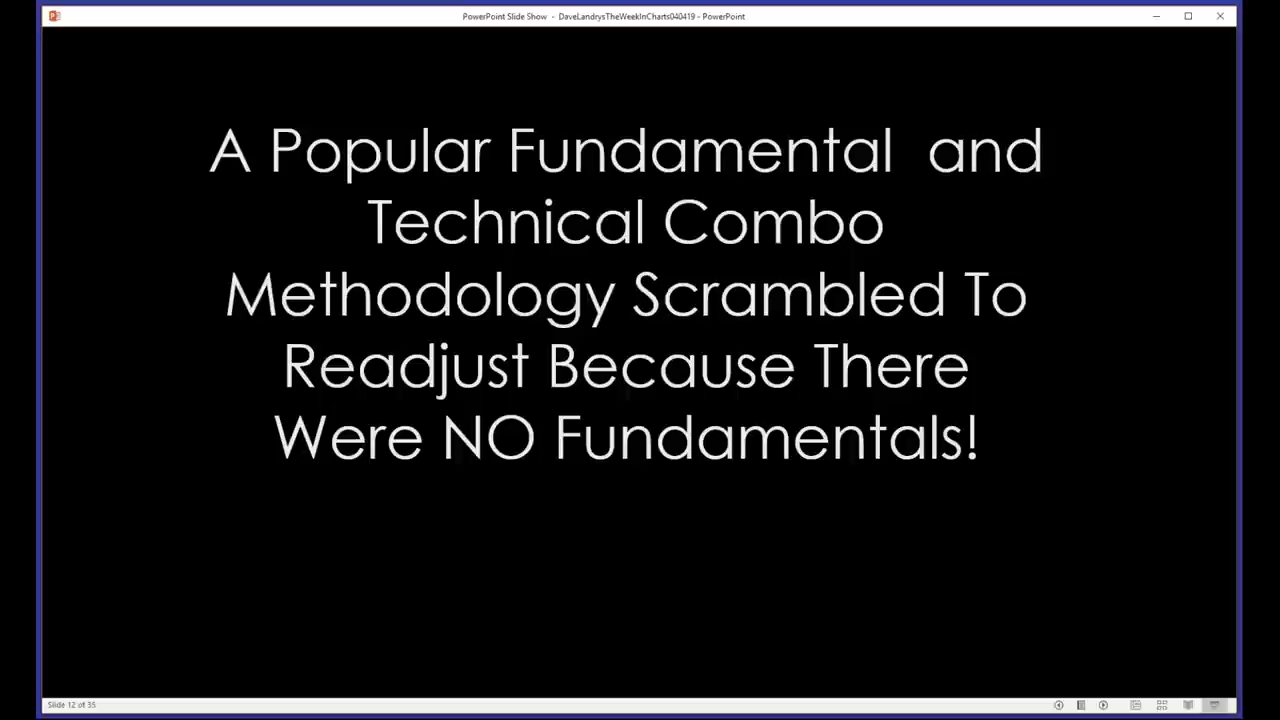 PowerPoint Slide Show - DaveLandrysTheWeekInCharts040419 - PowerPoint
A Popular Fundamental and
Technical Combo
Methodology Scrambled To
Readjust Because There
Were NO Fundamentals!
Slide 12 of 35